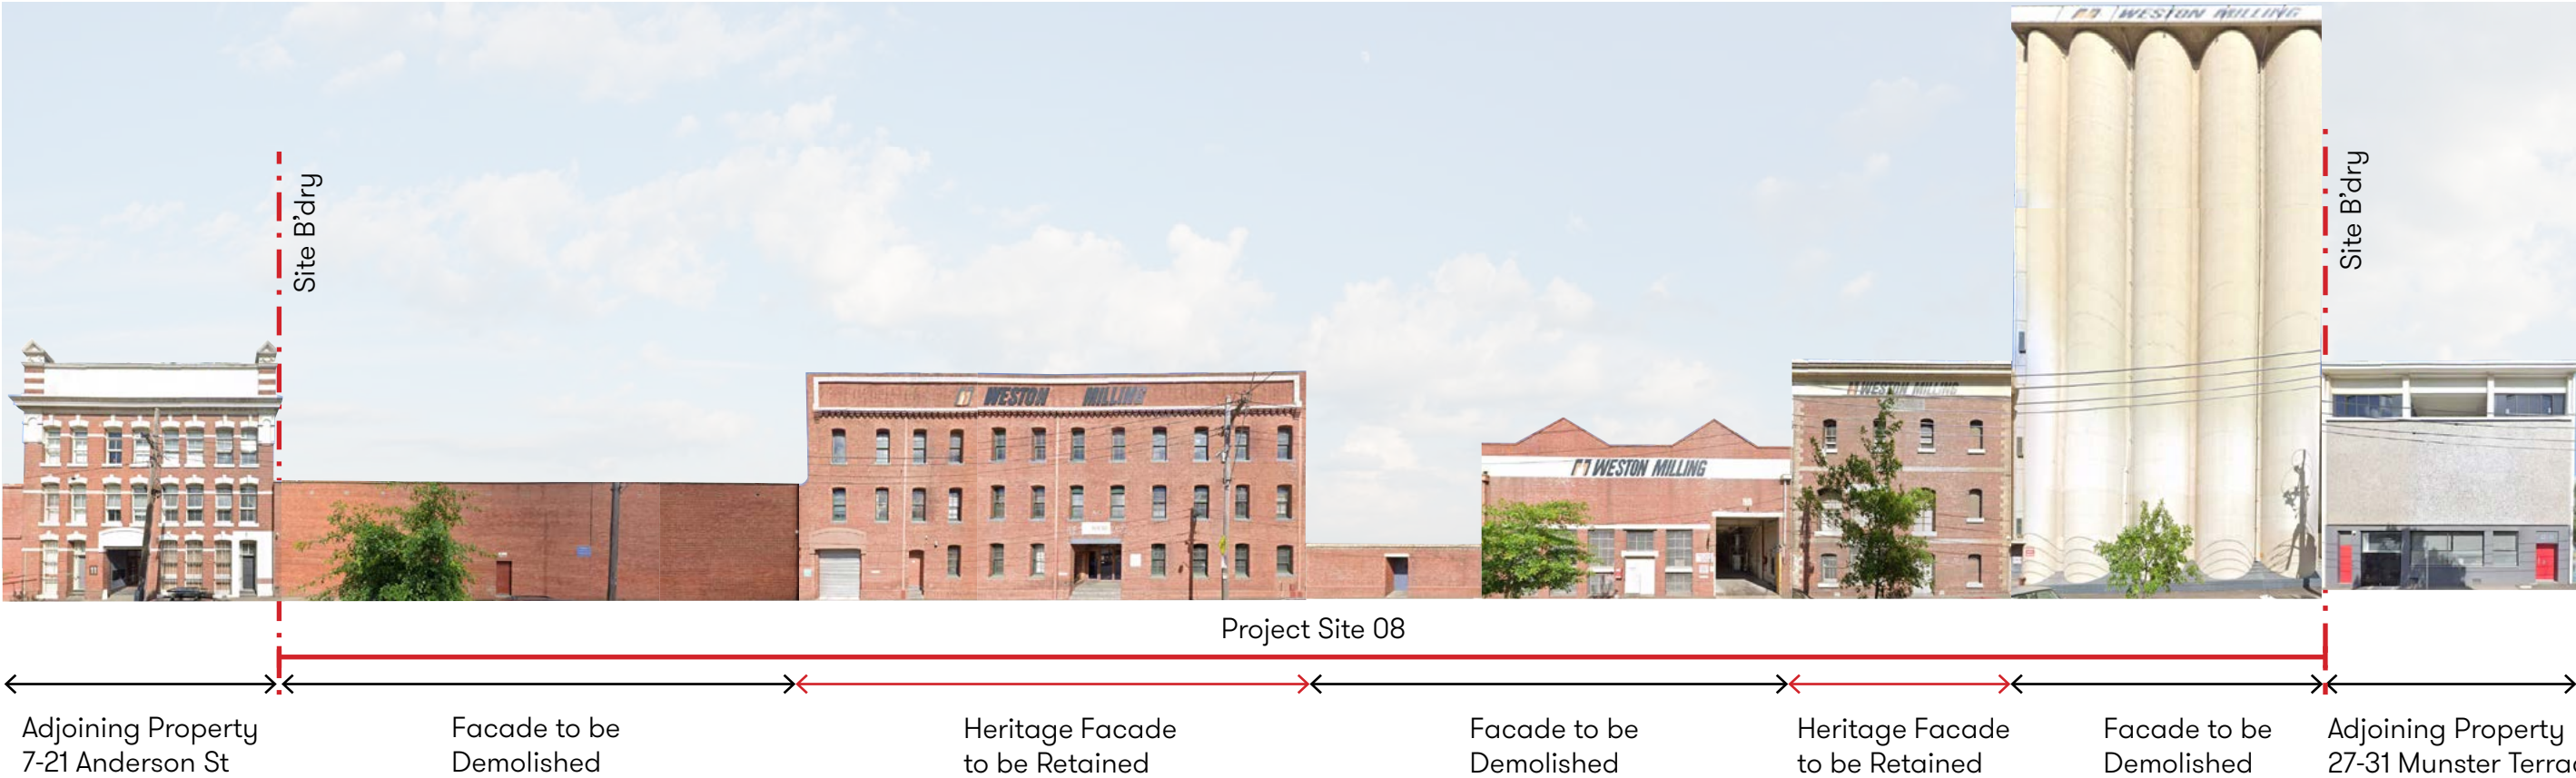 WESTON MILLING
Site B'dry
Site B'dry
WESTON MILLING
WESTON MILLING
WESTON MILLING
Project Site 08
Adjoining Property
7-21 Anderson St
Facade to be
Demolished
Heritage Facade
to be Retained
Facade to be
Demolished
Heritage Facade
to be Retained
Facade to be
Demolished
Adjoining Property
27-31 Munster Terra